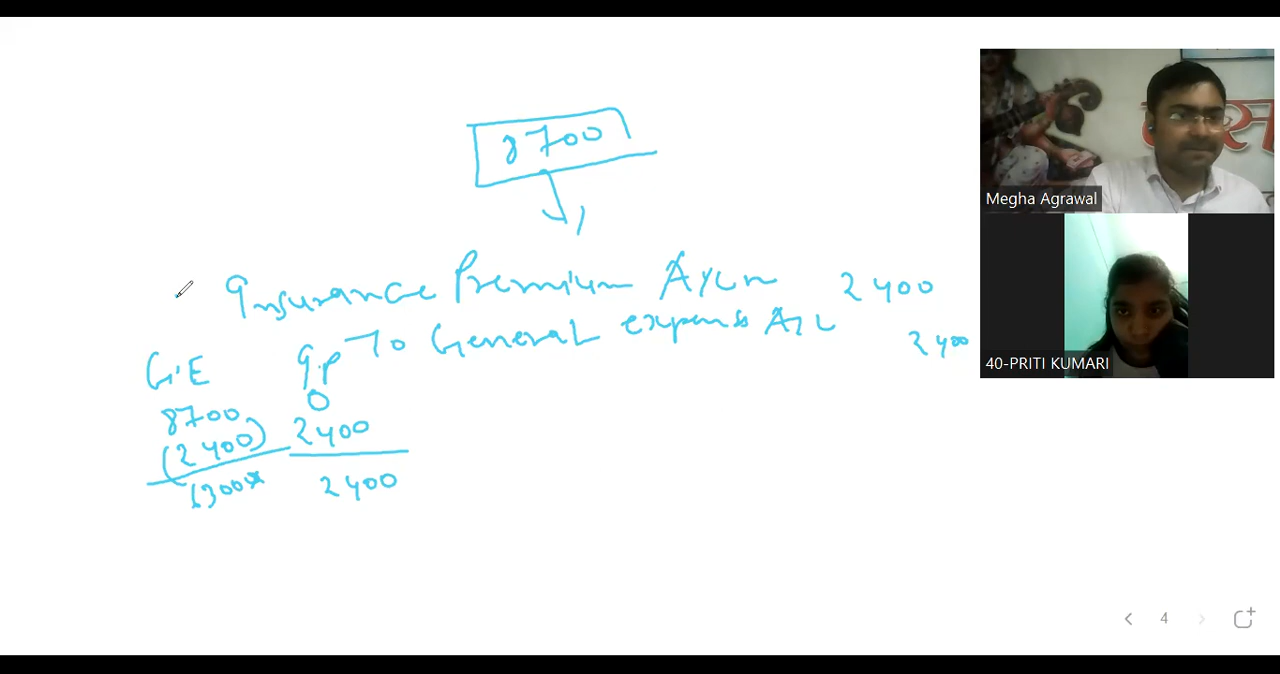 8700
Insurance Premium A/c Dr 2400
To General expenses A/c 2400
G.E I.P
8700 0
(2400) 2400
6300 2400
Megha Agrawal
40-PRITI KUMARI
4